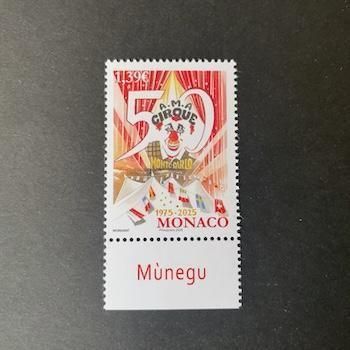 1,39€
50
A.M.A
CIRQUE
MONTE-CARLO
1975-2025
MONACO
Mùnegu